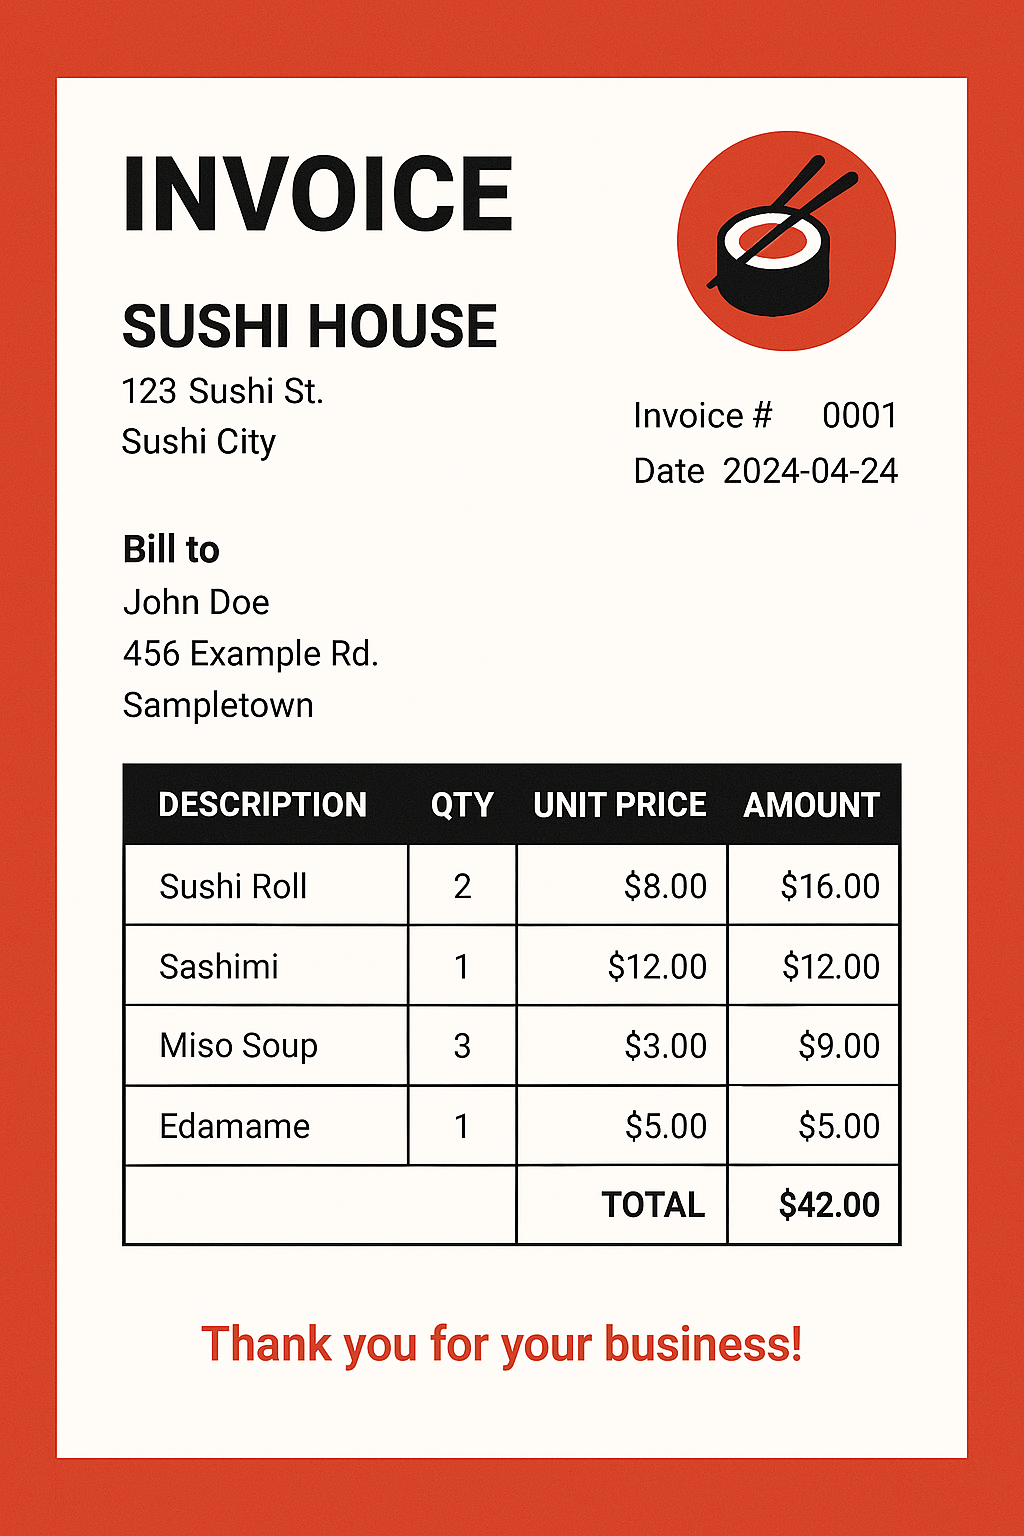 INVOICE
SUSHI HOUSE
123 Sushi St.
Sushi City
Invoice # 0001
Date 2024-04-24
Bill to
John Doe
456 Example Rd.
Sampletown
DESCRIPTION QTY UNIT PRICE AMOUNT
Sushi Roll 2 $8.00 $16.00
Sashimi 1 $12.00 $12.00
Miso Soup 3 $3.00 $9.00
Edamame 1 $5.00 $5.00
TOTAL $42.00
Thank you for your business!